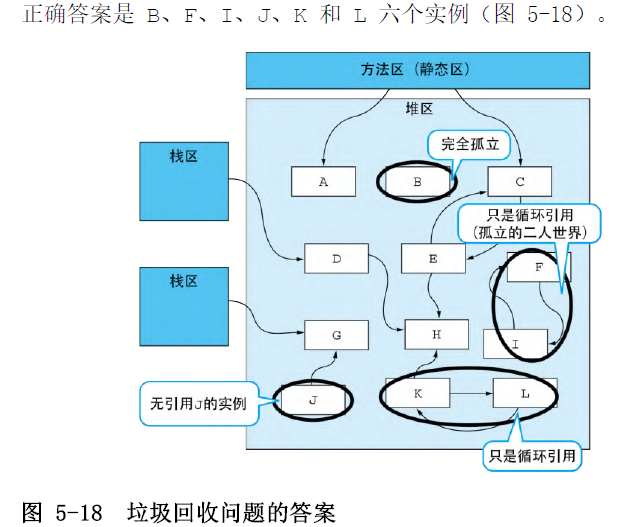 正确答案是 B、F、I、J、K 和 L 六个实例（图 5-18）。
方法区（静态区）
堆区
完全孤立
栈区
A
B
C
只是循环引用
（孤立的二人世界）
D
E
F
栈区
G
H
I
无引用J的实例
J
K
L
只是循环引用
图 5-18 垃圾回收问题的答案